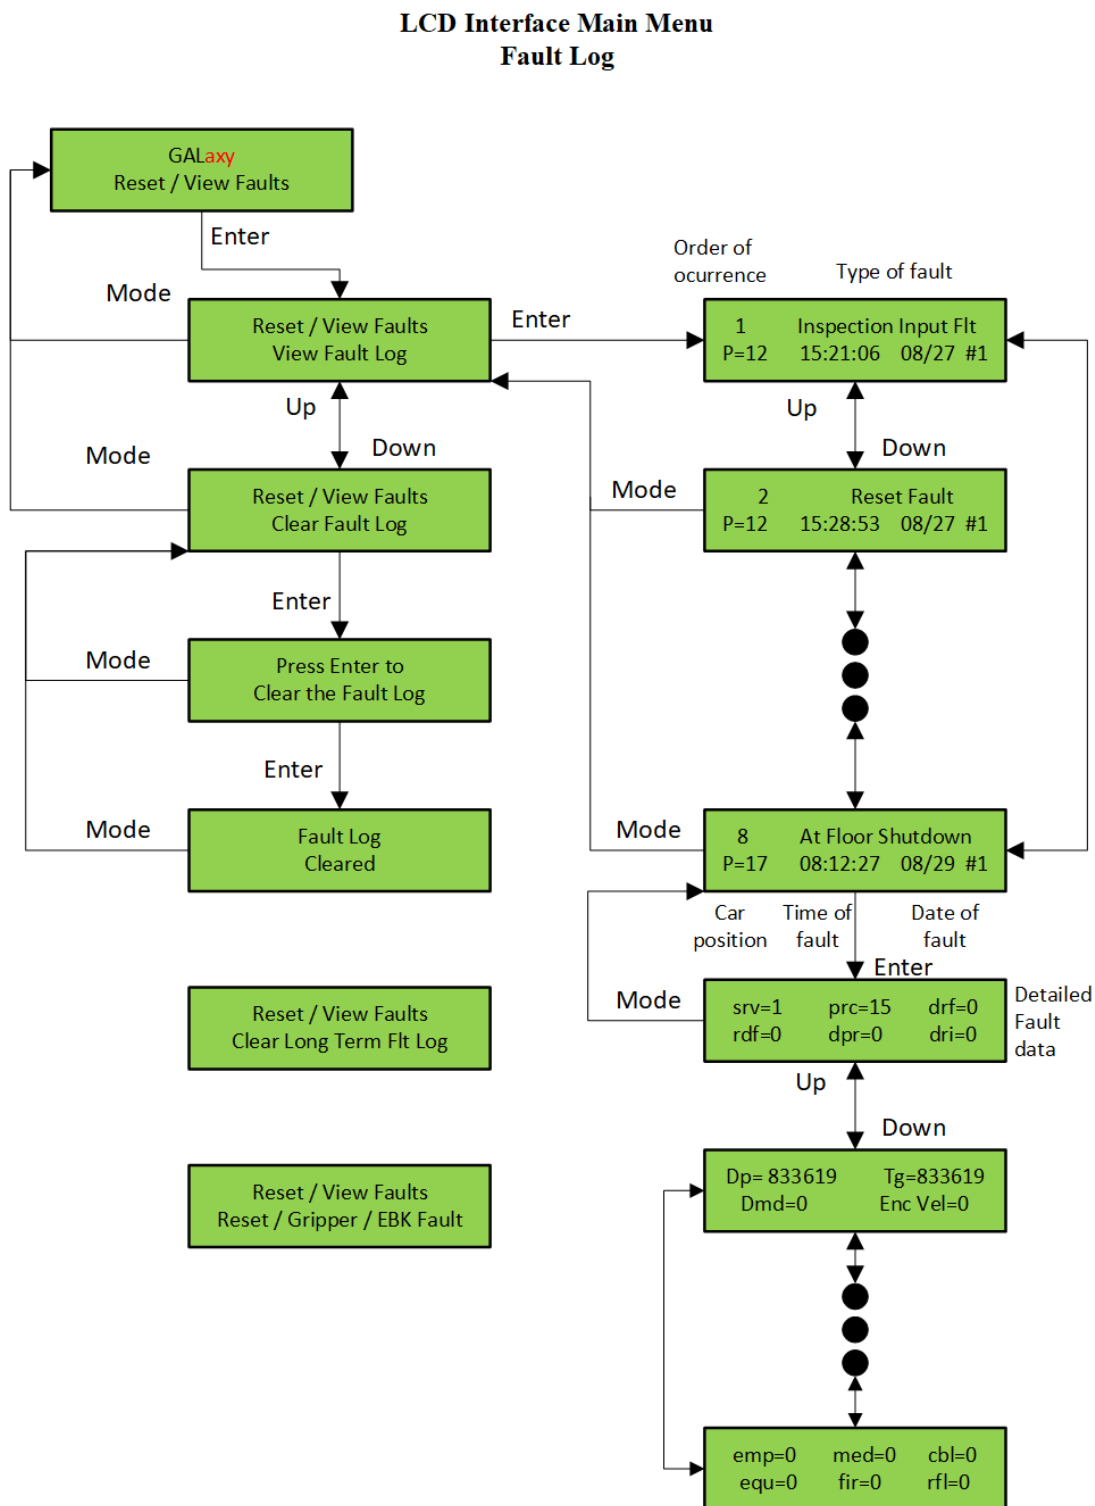 LCD Interface Main Menu
Fault Log
GALaxy
Reset / View Faults
Enter
Order of
ocurrence
Type of fault
Mode
Reset / View Faults
View Fault Log
Enter
1 Inspection Input Flt
P=12 15:21:06 08/27 #1
Up
Down
Up
Down
Mode
Reset / View Faults
Clear Fault Log
Mode
2 Reset Fault
P=12 15:28:53 08/27 #1
Enter
Mode
Press Enter to
Clear the Fault Log
Enter
Mode
Fault Log
Cleared
Mode
8 At Floor Shutdown
P=17 08:12:27 08/29 #1
Car
position
Time of
fault
Date of
fault
Enter
Reset / View Faults
Clear Long Term Flt Log
Mode
srv=1 prc=15 drf=0
rdf=0 dpr=0 dri=0
Detailed
Fault
data
Up
Down
Reset / View Faults
Reset / Gripper / EBK Fault
Dp= 833619 Tg=833619
Dmd=0 Enc Vel=0
emp=0 med=0 cbl=0
equ=0 fir=0 rfl=0